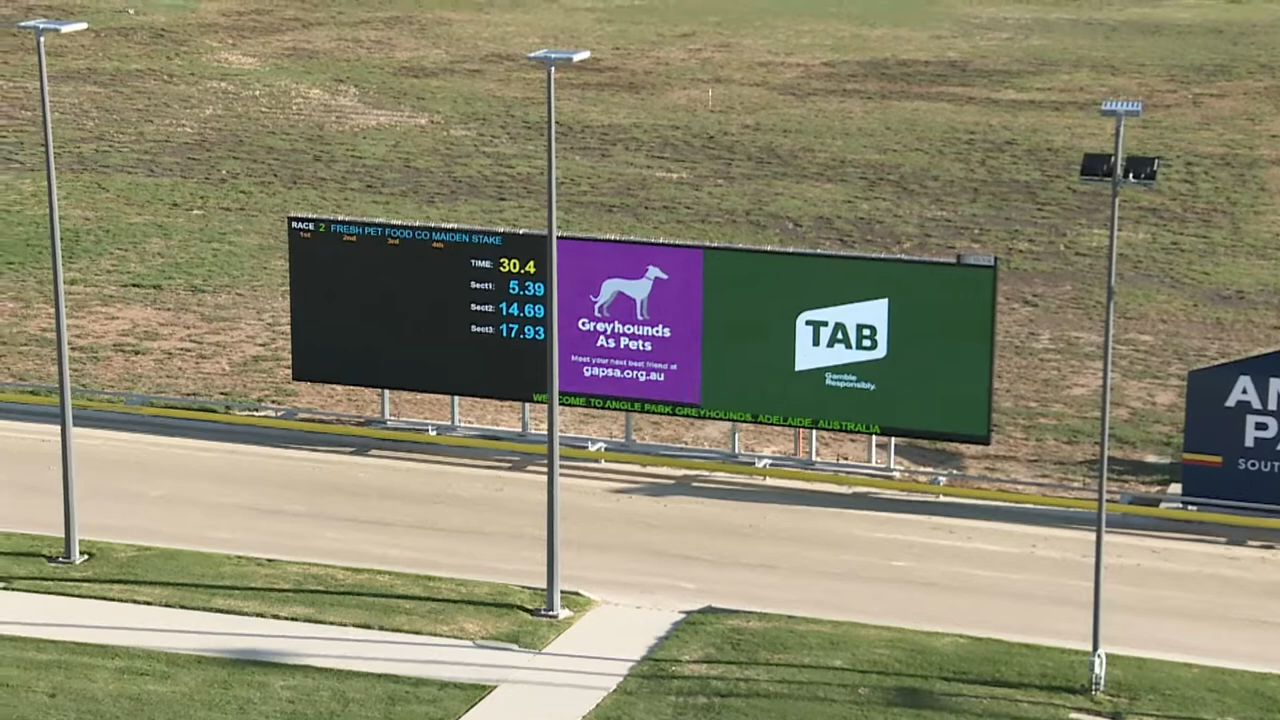 RACE 2 FRESH PET FOOD CO MAIDEN STAKE
1st 2nd 3rd 4th
TIME: 30.4
Sect1: 5.39
Sect2: 14.69
Sect3: 17.93
Greyhounds
As Pets
Meet your next best friend at
gapsa.org.au
TAB
Gamble
Responsibly.
WELCOME TO ANGLE PARK GREYHOUNDS, ADELAIDE, AUSTRALIA
AN
P
SOUT